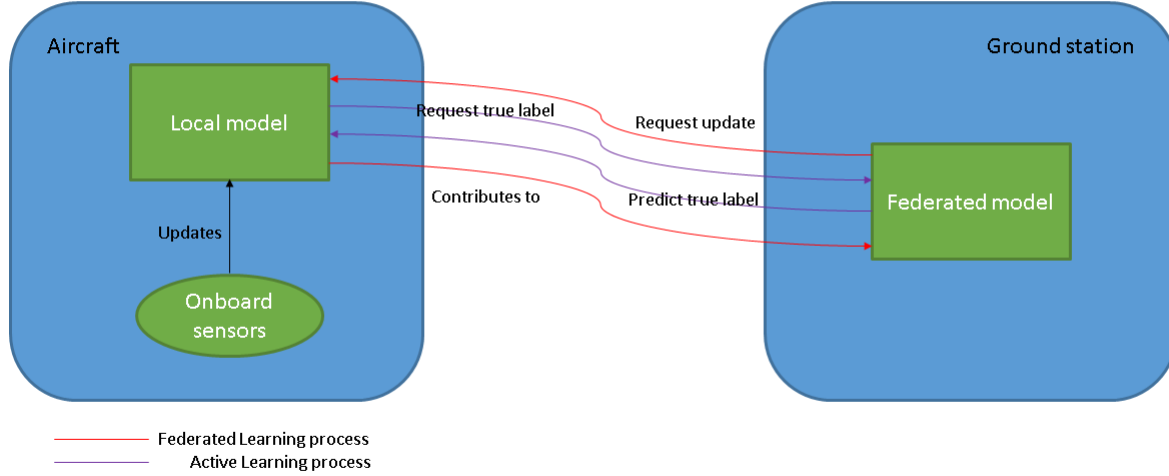 Aircraft
Ground station
Local model
Request true label
Request update
Contributes to
Predict true label
Federated model
Updates
Onboard
sensors
Federated Learning process
Active Learning process